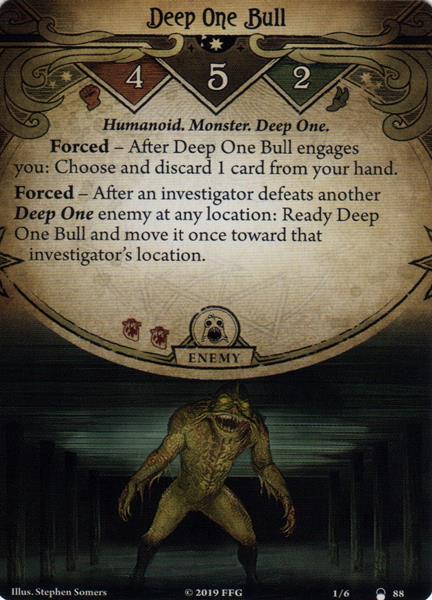 Deep One Bull
4 5 2
Humanoid. Monster. Deep One.
Forced – After Deep One Bull engages
you: Choose and discard 1 card from your hand.
Forced – After an investigator defeats another
Deep One enemy at any location: Ready Deep
One Bull and move it once toward that
investigator's location.
ENEMY
Illus. Stephen Somers © 2019 FFG 1/6 88